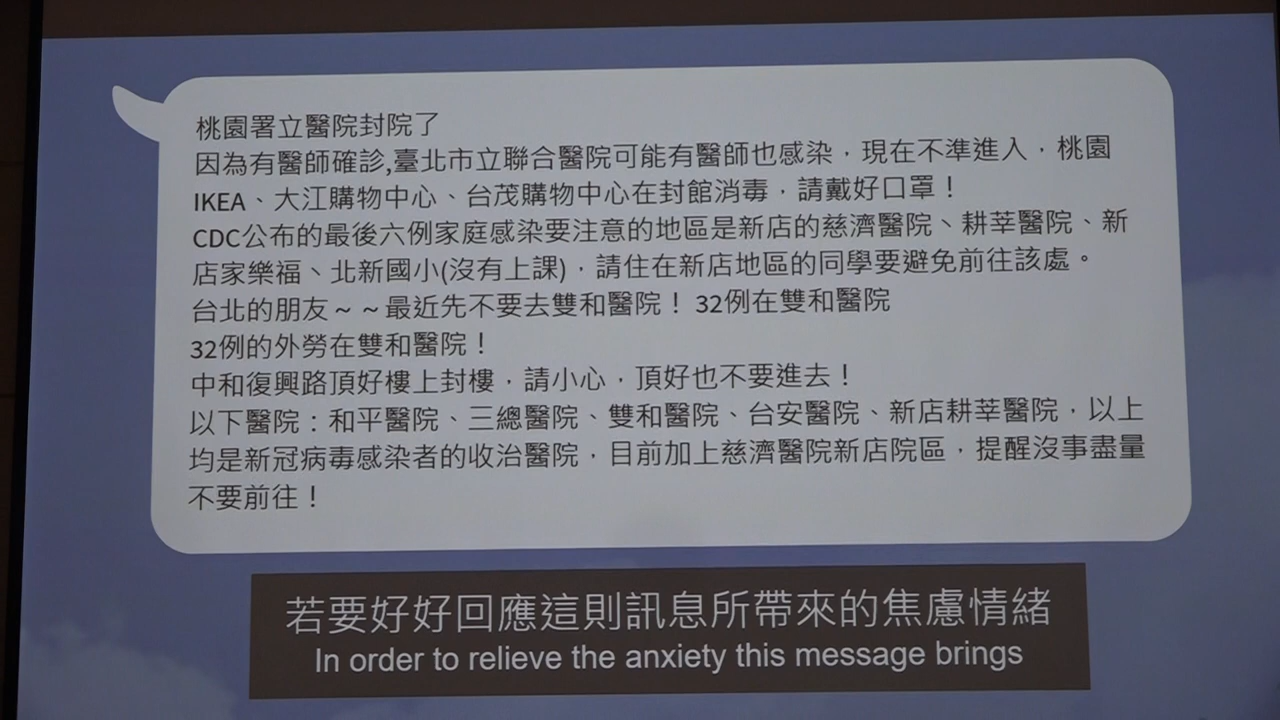 桃園署立醫院封院了
因為有醫師確診,臺北市立聯合醫院可能有醫師也感染，現在不準進入，桃園
IKEA、大江購物中心、台茂購物中心在封館消毒，請戴好口罩！
CDC公布的最後六例家庭感染要注意的地區是新店的慈濟醫院、耕莘醫院、新
店家樂福、北新國小(沒有上課)，請住在新店地區的同學要避免前往該處。
台北的朋友～～最近先不要去雙和醫院！ 32例在雙和醫院
32例的外勞在雙和醫院！
中和復興路頂好樓上封樓，請小心，頂好也不要進去！
以下醫院：和平醫院、三總醫院、雙和醫院、台安醫院、新店耕莘醫院，以上
均是新冠病毒感染者的收治醫院，目前加上慈濟醫院新店院區，提醒沒事盡量
不要前往！
若要好好回應這則訊息所帶來的焦慮情緒
In order to relieve the anxiety this message brings